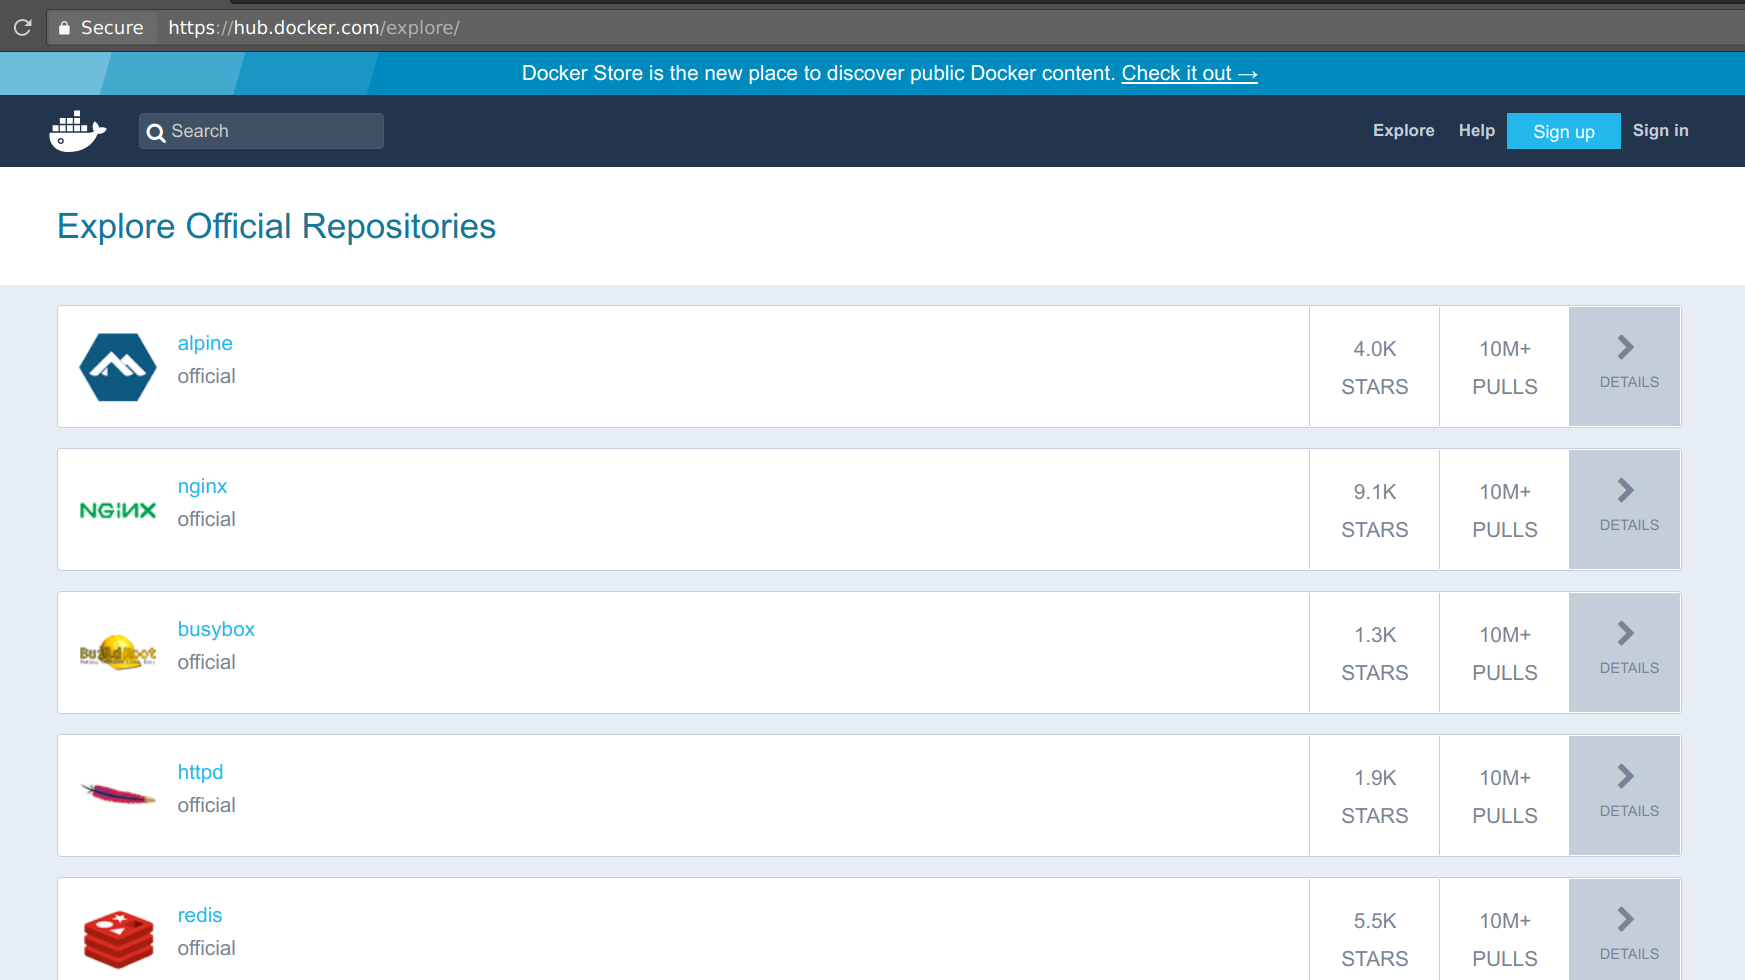 Secure https://hub.docker.com/explore/
Docker Store is the new place to discover public Docker content. Check it out →
Search Explore Help Sign up Sign in
Explore Official Repositories
alpine
official
4.0K
STARS
10M+
PULLS
DETAILS
NGINX
nginx
official
9.1K
STARS
10M+
PULLS
DETAILS
busybox
official
1.3K
STARS
10M+
PULLS
DETAILS
httpd
official
1.9K
STARS
10M+
PULLS
DETAILS
redis
official
5.5K
STARS
10M+
PULLS
DETAILS